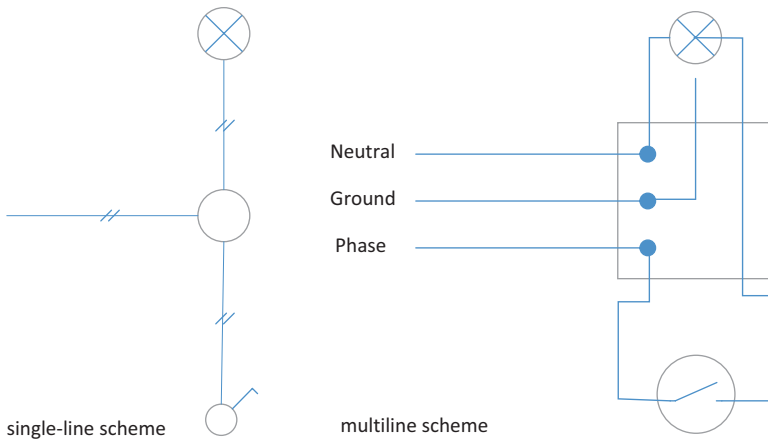 Neutral
Ground
Phase
single-line scheme
multiline scheme